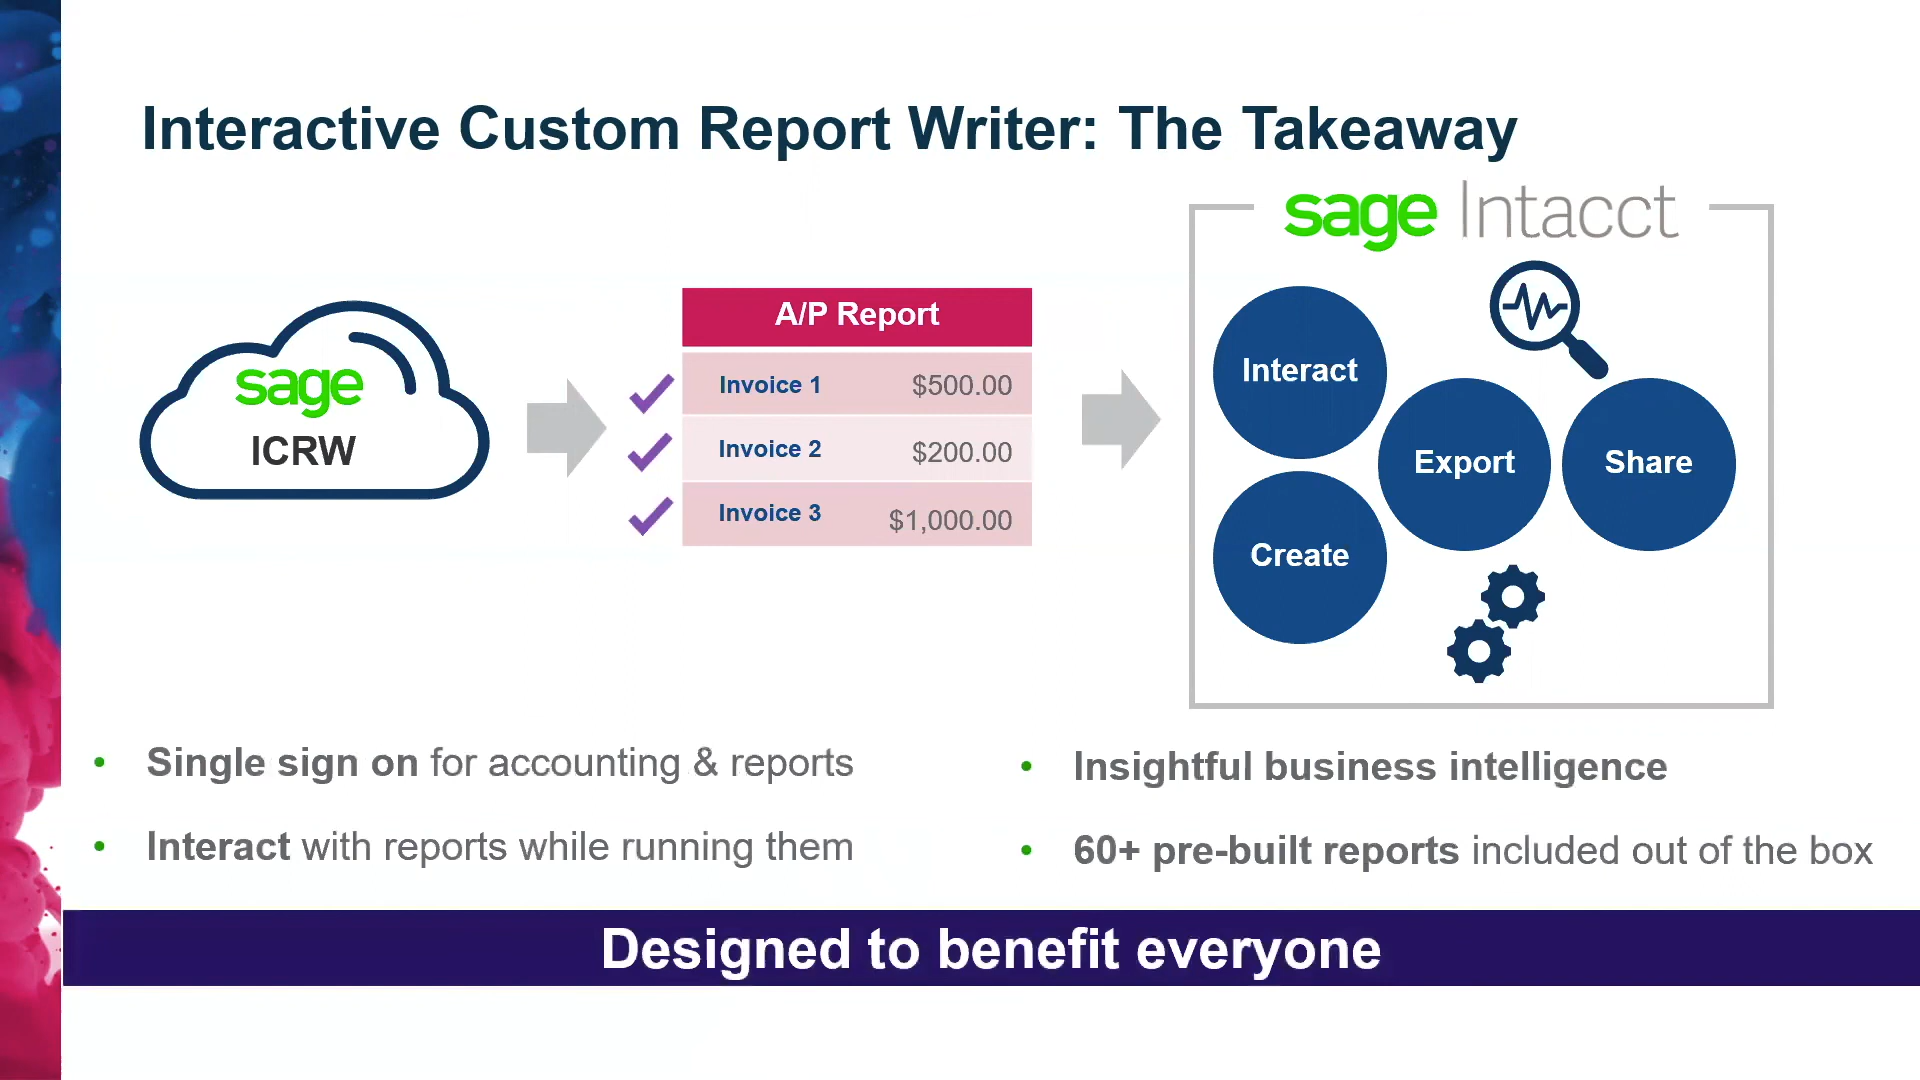 Interactive Custom Report Writer: The Takeaway
sage Intacct
sage
ICRW
A/P Report
Invoice 1 $500.00
Invoice 2 $200.00
Invoice 3 $1,000.00
Interact
Export
Share
Create
• Single sign on for accounting & reports
• Interact with reports while running them
• Insightful business intelligence
• 60+ pre-built reports included out of the box
Designed to benefit everyone